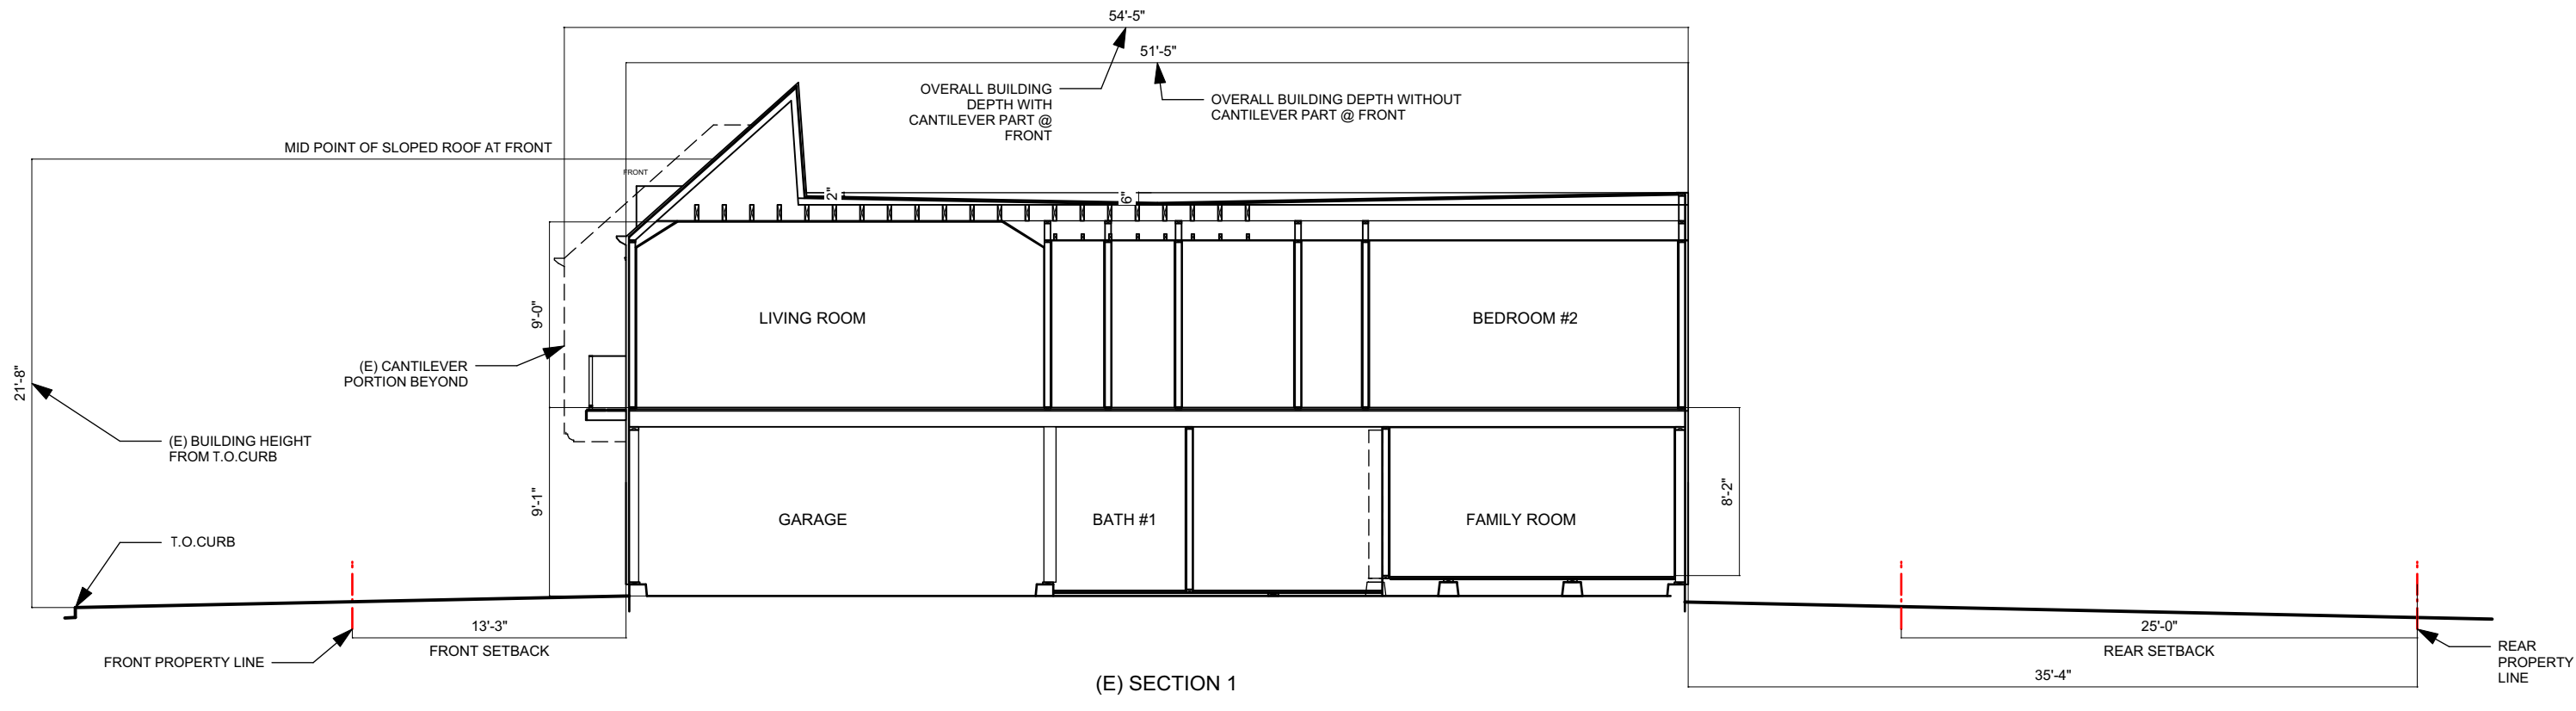 54'-5"
51'-5"
OVERALL BUILDING
DEPTH WITH
CANTILEVER PART @
FRONT
OVERALL BUILDING DEPTH WITHOUT
CANTILEVER PART @ FRONT
MID POINT OF SLOPED ROOF AT FRONT
FRONT
2"
6"
9'-0"
LIVING ROOM
BEDROOM #2
(E) CANTILEVER
PORTION BEYOND
21'-8"
(E) BUILDING HEIGHT
FROM T.O.CURB
9'-1"
8'-2"
GARAGE
BATH #1
FAMILY ROOM
T.O.CURB
13'-3"
FRONT SETBACK
FRONT PROPERTY LINE
25'-0"
REAR SETBACK
REAR
PROPERTY
LINE
35'-4"
(E) SECTION 1